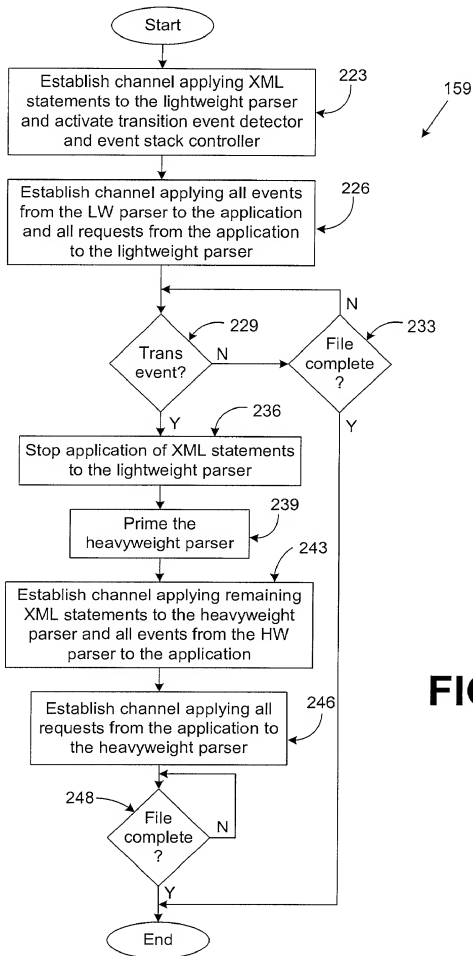 Start
Establish channel applying XML
statements to the lightweight parser
and activate transition event detector
and event stack controller
223
159
Establish channel applying all events
from the LW parser to the application
and all requests from the application
to the lightweight parser
226
N
229
233
Trans
event?
N
File
complete
?
Y
Y
236
Stop application of XML statements
to the lightweight parser
239
Prime the
heavyweight parser
243
Establish channel applying remaining
XML statements to the heavyweight
parser and all events from the HW
parser to the application
Establish channel applying all
requests from the application to
the heavyweight parser
246
FIG
248
File
complete
?
N
Y
End